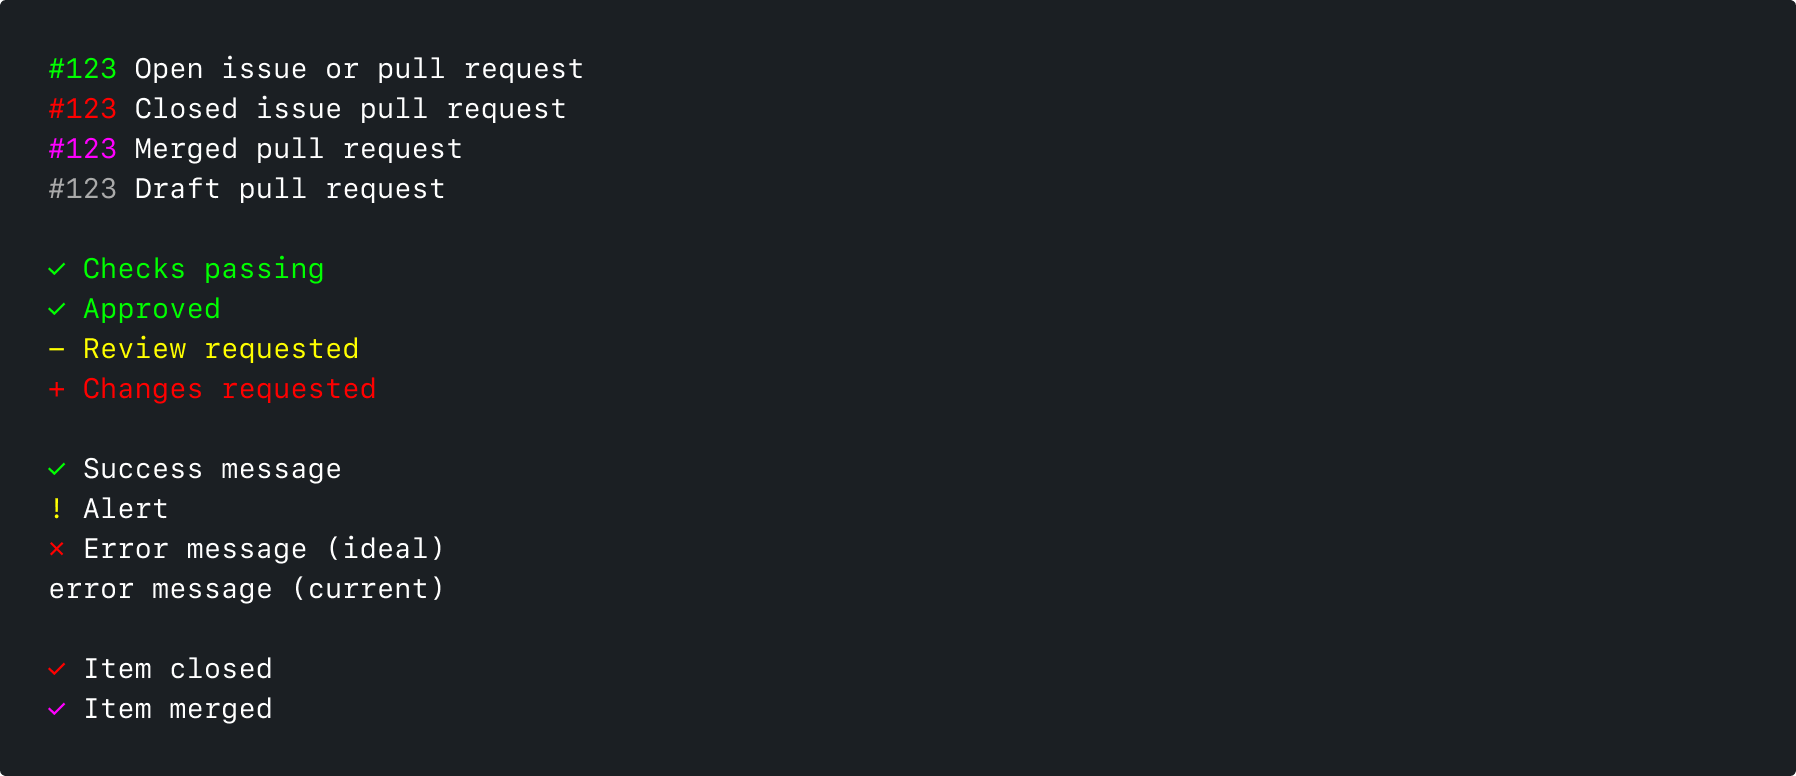 #123 Open issue or pull request
#123 Closed issue pull request
#123 Merged pull request
#123 Draft pull request
✓ Checks passing
✓ Approved
− Review requested
+ Changes requested
✓ Success message
! Alert
✕ Error message (ideal)
error message (current)
✓ Item closed
✓ Item merged